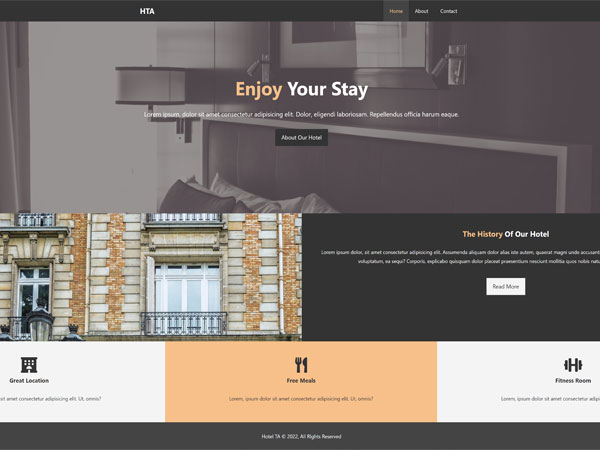 HTA
Home About Contact
Enjoy Your Stay
Lorem ipsum, dolor sit amet consectetur adipisicing elit. Dolor, eligendi laboriosam. Repellendus officia harum eaque.
About Our Hotel
The History Of Our Hotel
Lorem ipsum dolor sit amet, consectetur adipisicing elit. Assumenda aliquam dolor alias iste autem, quaerat magni unde
voluptatum, ea sequi? Corporis, explicabo quisquam dolor placeat praesentium nesciunt mollitia quos nobis natu
Read More
Great Location
sit amet consectetur adipisicing elit. Ut, omnis?
Free Meals
Lorem, ipsum dolor sit amet consectetur adipisicing elit. Ut, omnis?
Fitness Room
Lorem, ipsum dolor sit amet consectetur adipi
Hotel TA © 2022, All Rights Reserved